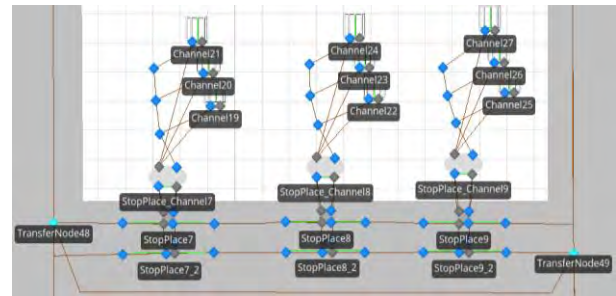 Channel21
Channel24
Channel27
Channel20
Channel23
Channel26
Channel19
Channel22
Channel25
StopPlace_Channel7
StopPlace_Channel8
StopPlace_Channel9
TransferNode48
StopPlace7
StopPlace8
StopPlace9
TransferNode49
StopPlace7_2
StopPlace8_2
StopPlace9_2